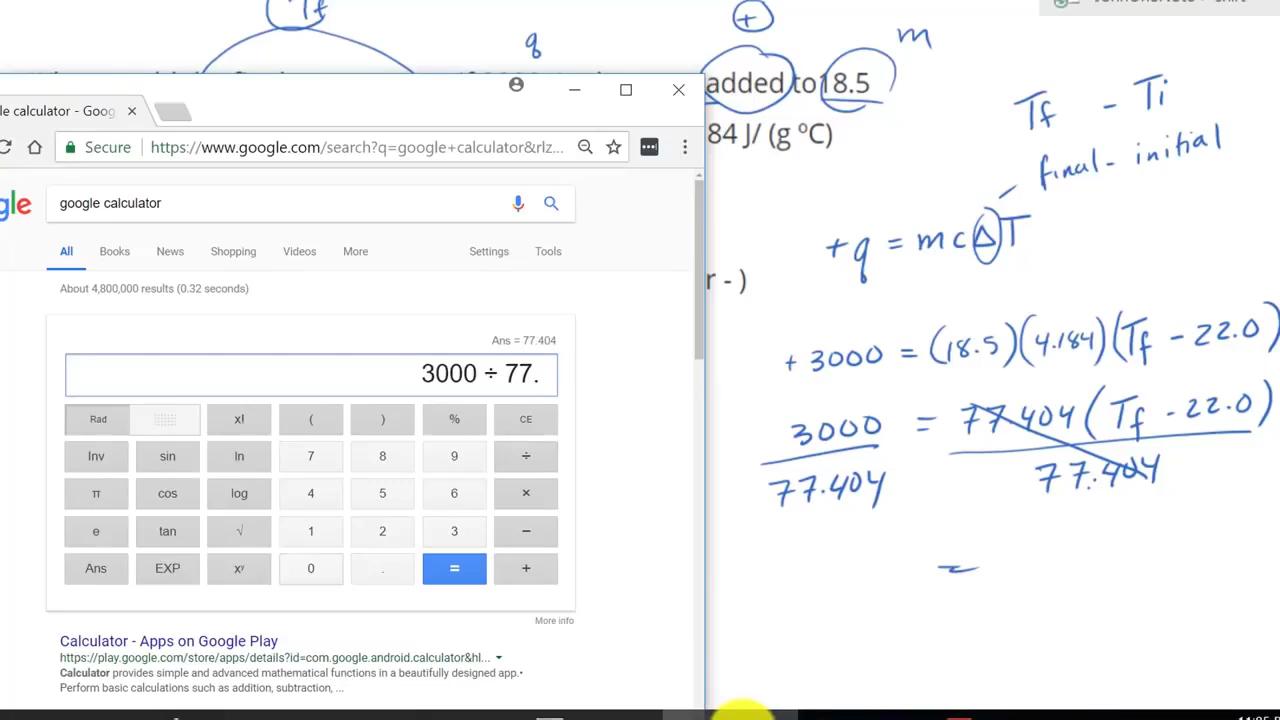 Tf
+
q
m
added to 18.5
Tf - Ti
84 J/ (g ºC)
final - initial
+q = mcΔT
r - )
+3000 = (18.5)(4.184)(Tf - 22.0)
3000 = 77.404 (Tf - 22.0)
77.404 77.404
=
le calculator - Goog
Secure https://www.google.com/search?q=google+calculator&rlz...
gle google calculator
All Books News Shopping Videos More Settings Tools
About 4,800,000 results (0.32 seconds)
Ans = 77.404
3000 ÷ 77.
Rad x! ( ) % CE
Inv sin ln 7 8 9 ÷
π cos log 4 5 6 ×
e tan √ 1 2 3 −
Ans EXP xʸ 0 . = +
More info
Calculator - Apps on Google Play
https://play.google.com/store/apps/details?id=com.google.android.calculator&hl...
Calculator provides simple and advanced mathematical functions in a beautifully designed app.•
Perform basic calculations such as addition, subtraction, ...